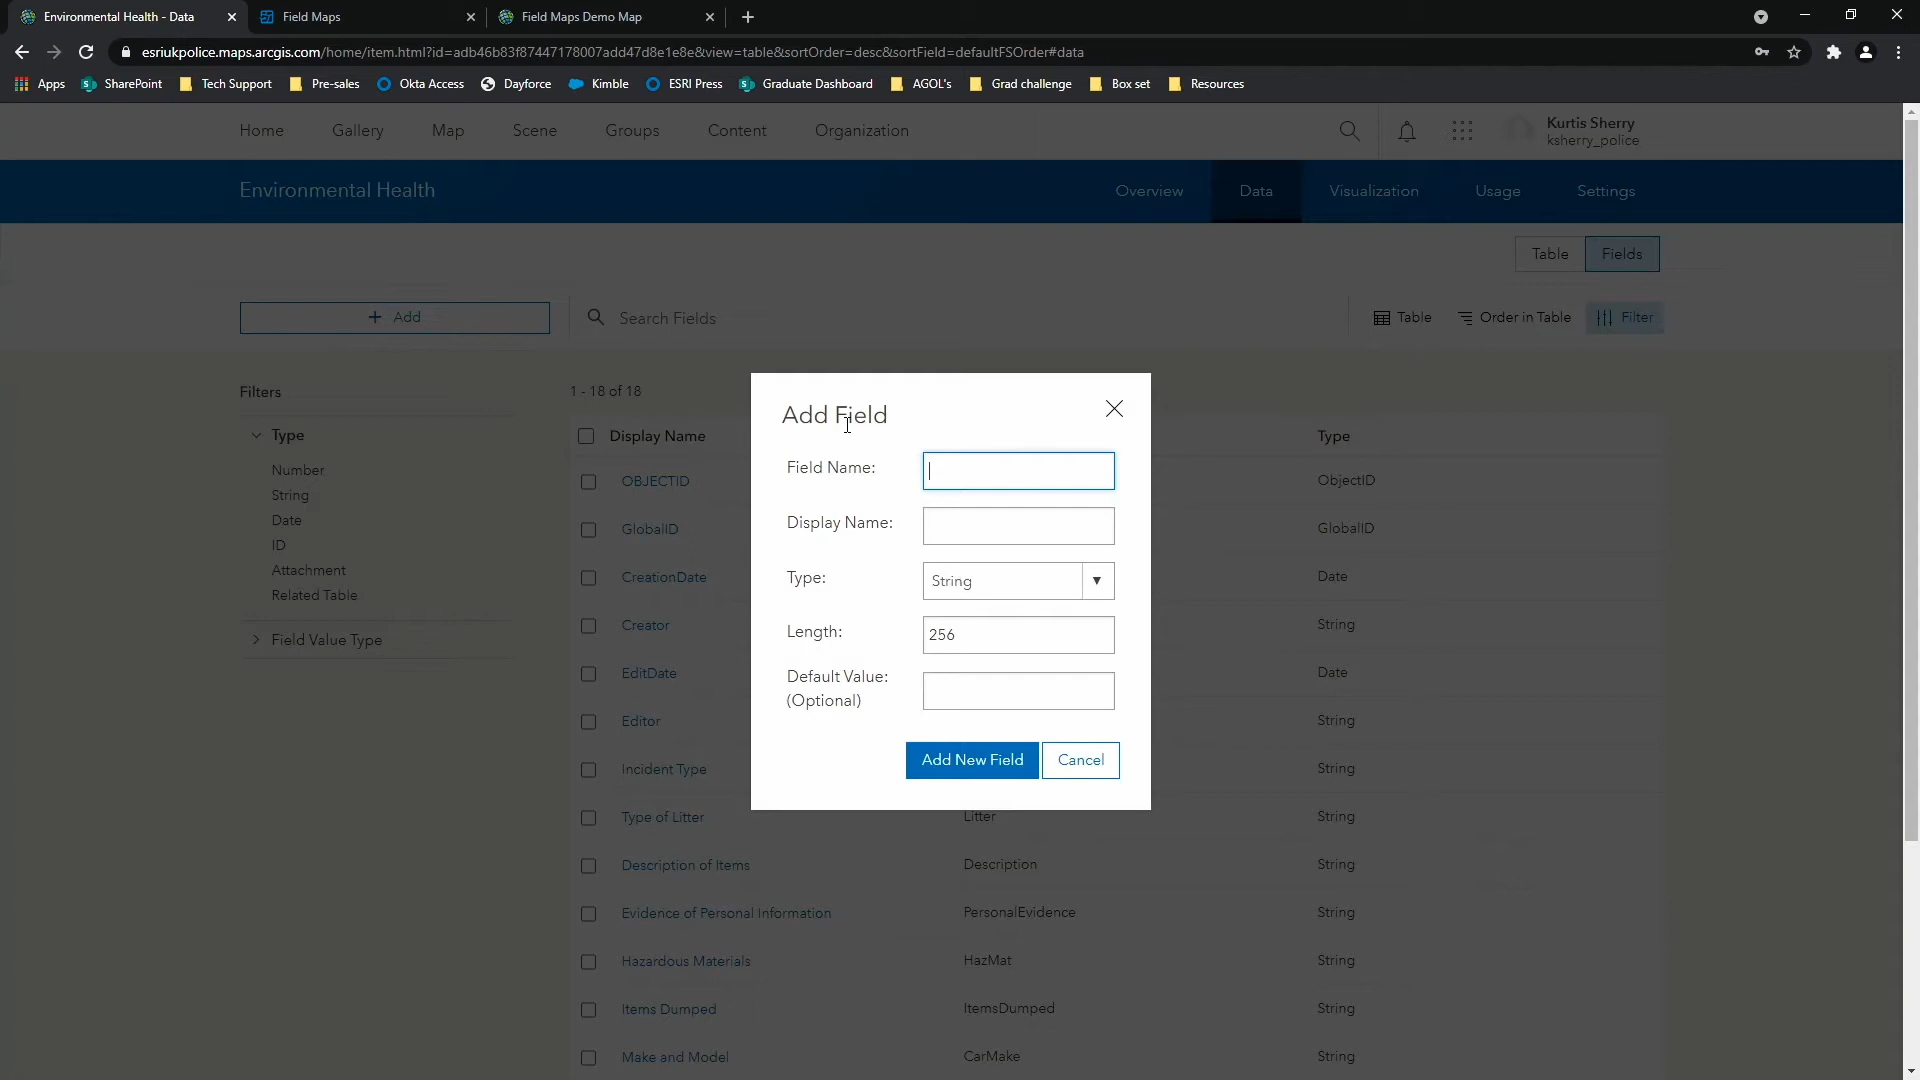 Environmental Health - Data
Field Maps
Field Maps Demo Map
esriukpolice.maps.arcgis.com/home/item.html?id=adb46b83f87447178007add47d8e1e8e&view=table&sortOrder=desc&sortField=defaultFSOrder#data
Apps SharePoint Tech Support Pre-sales Okta Access Dayforce Kimble ESRI Press Graduate Dashboard AGOL's Grad challenge Box set Resources
Home Gallery Map Scene Groups Content Organization
Kurtis Sherry
ksherry_police
Environmental Health
Overview Data Visualization Usage Settings
Table Fields
+ Add
Search Fields
Table Order in Table Filter
Filters
Type
Number
String
Date
ID
Attachment
Related Table
Field Value Type
1 - 18 of 18
Display Name Type
OBJECTID ObjectID
GlobalID GlobalID
CreationDate Date
Creator String
EditDate Date
Editor String
Incident Type String
Type of Litter Litter String
Description of Items Description String
Evidence of Personal Information PersonalEvidence String
Hazardous Materials HazMat String
Items Dumped ItemsDumped String
Make and Model CarMake String
Add Field
Field Name:
Display Name:
Type: String
Length: 256
Default Value:
(Optional)
Add New Field Cancel